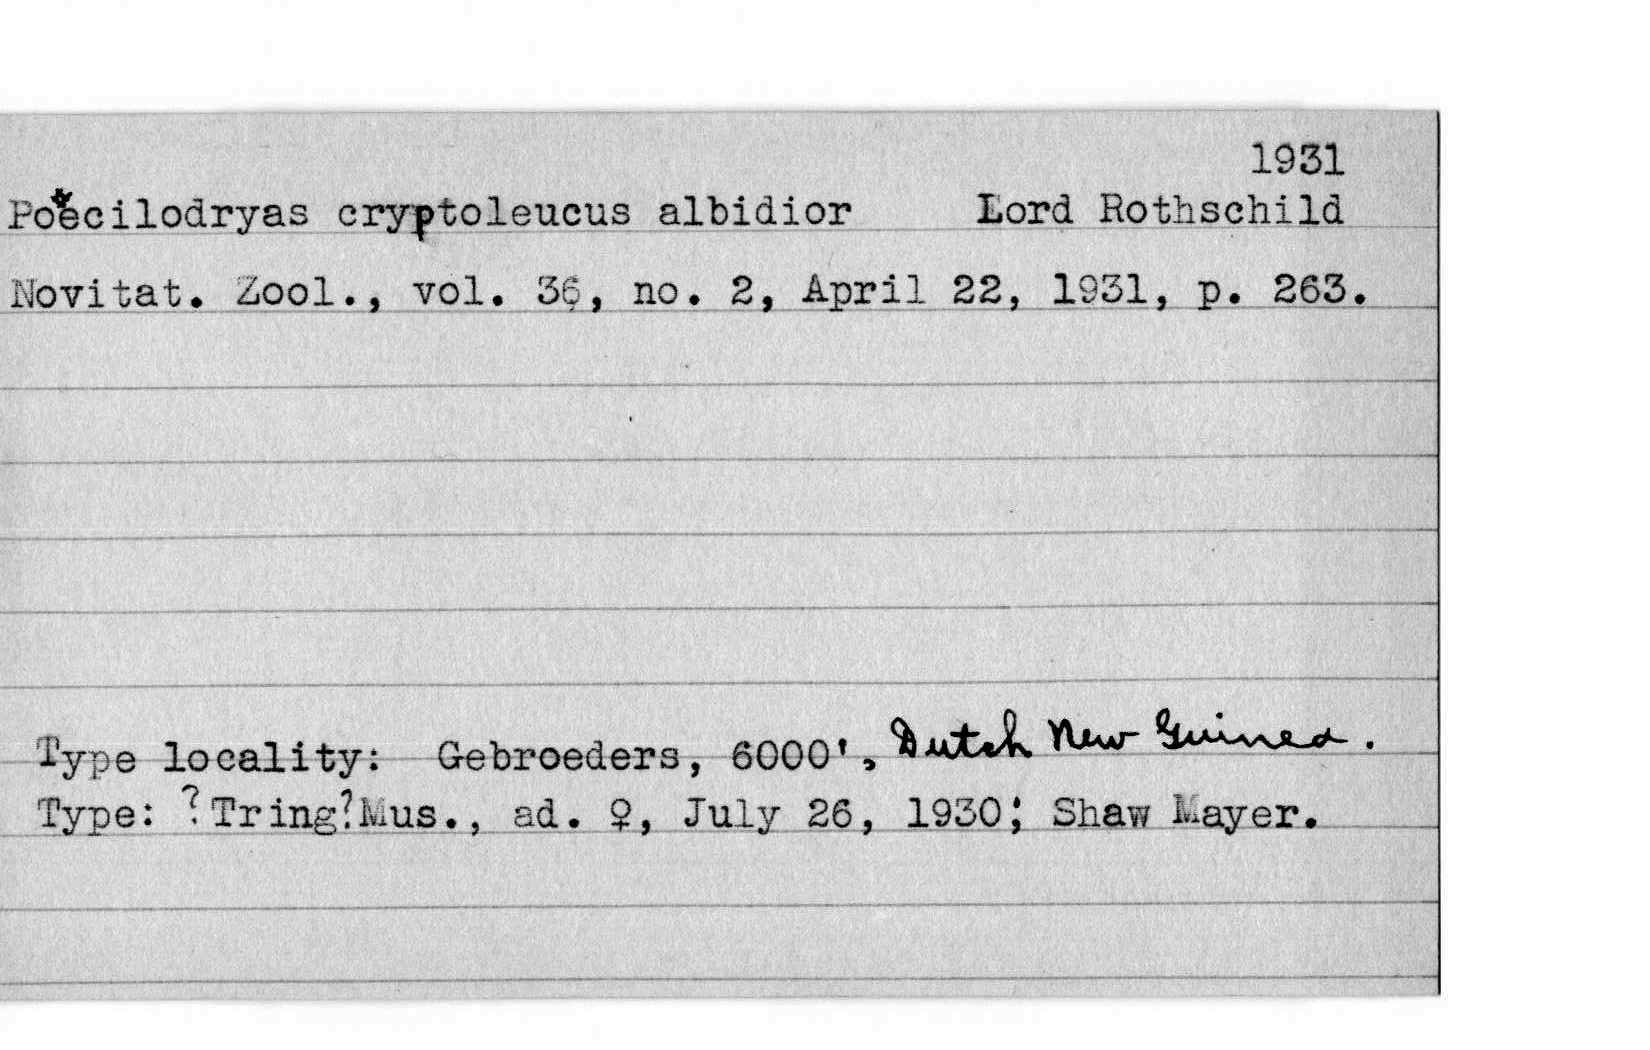 1931
Poecilodryas cryptoleucus albidior Lord Rothschild
Novitat. Zool., vol. 36, no. 2, April 22, 1931, p. 263.
Type locality: Gebroeders, 6000', Dutch New Guinea.
Type: ?Tring? Mus., ad. ♀, July 26, 1930; Shaw Mayer.